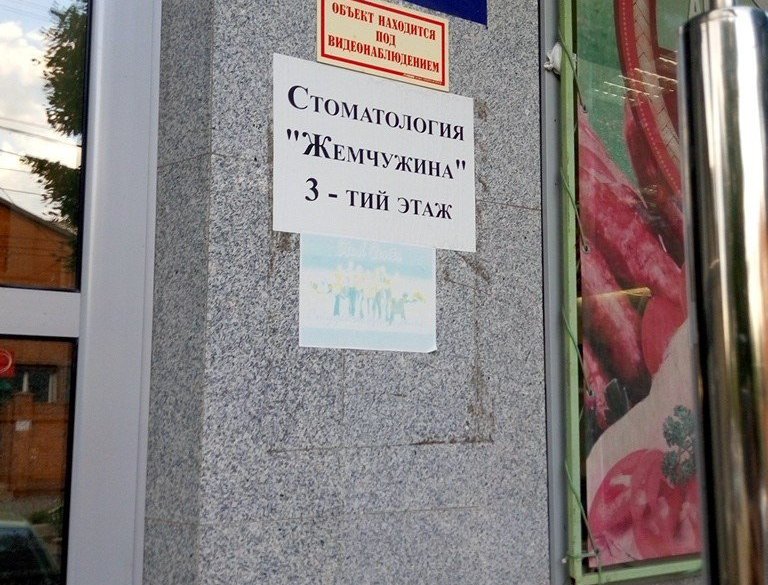 ОБЪЕКТ НАХОДИТСЯ
ПОД
ВИДЕОНАБЛЮДЕНИЕМ
Стоматология
"Жемчужина"
3 - тий этаж